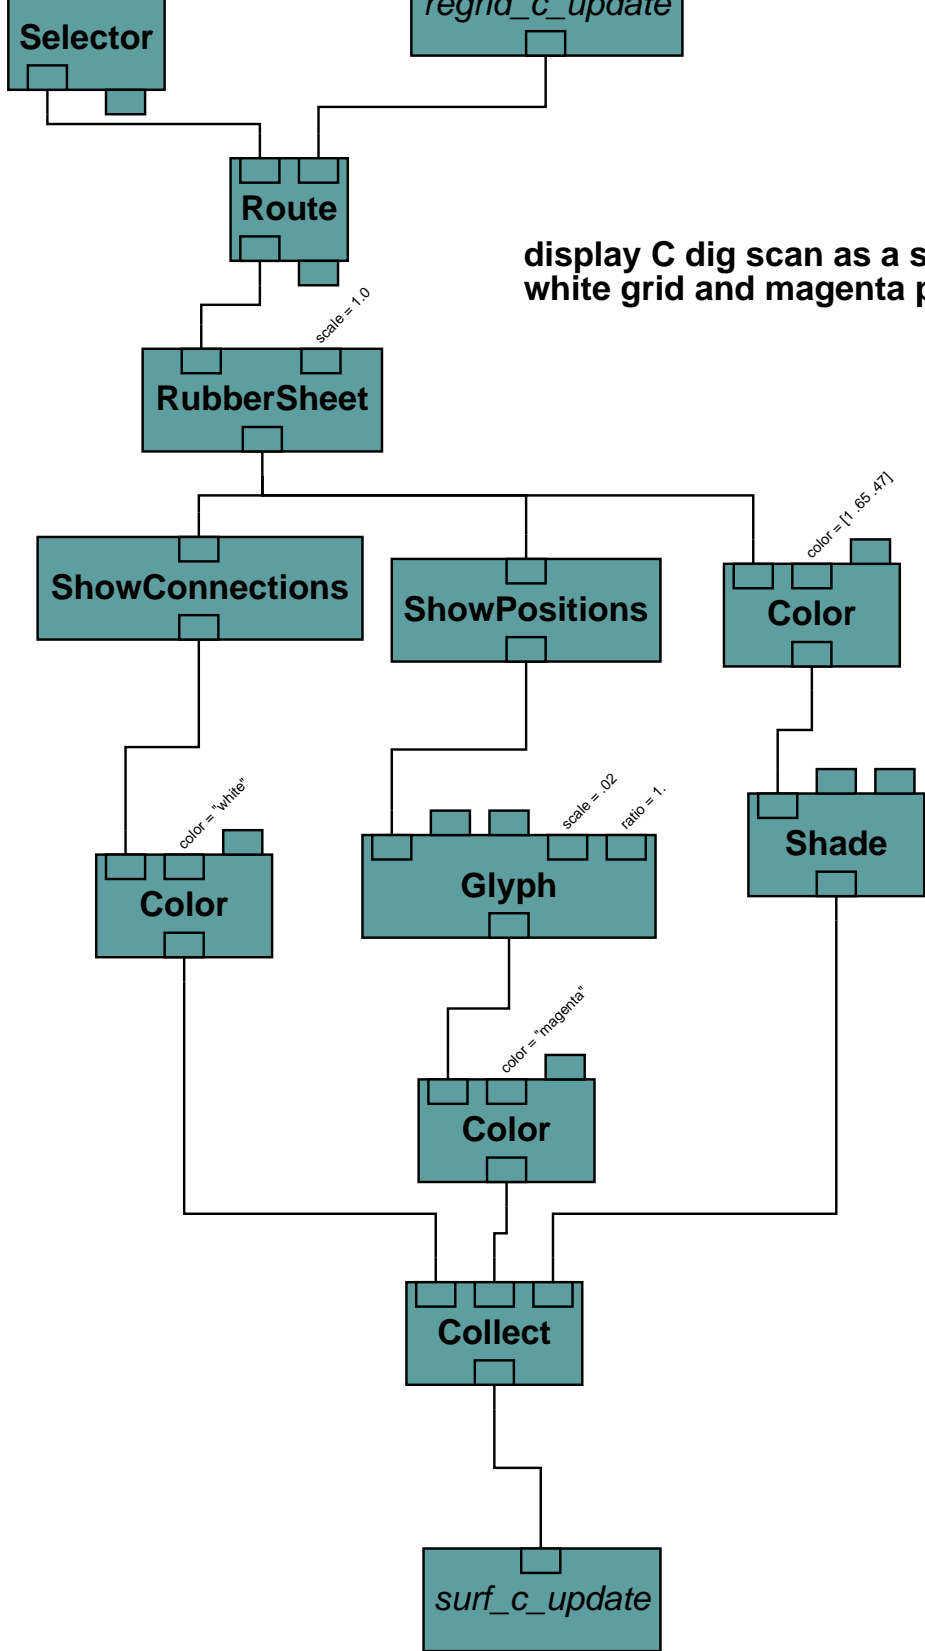 regrid_c_update
Selector
Route
display C dig scan as a s
white grid and magenta p
scale = 1.0
RubberSheet
color = [1 .65 .47]
ShowConnections
ShowPositions
Color
color = "white"
scale = .02
ratio = 1.
Shade
Glyph
Color
color = "magenta"
Color
Collect
surf_c_update